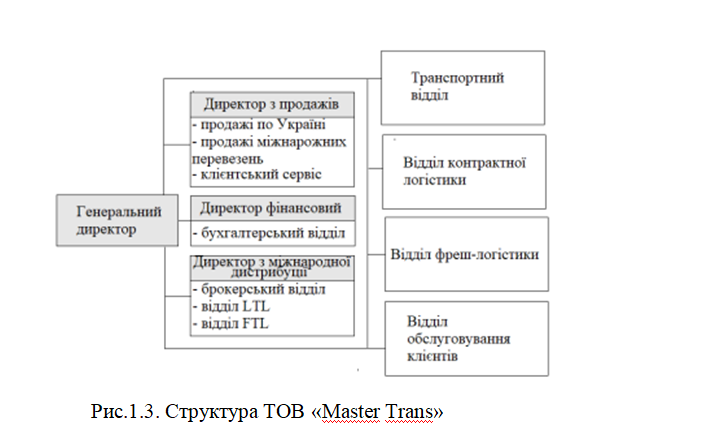 Генеральний
директор
Директор з продажів
- продажі по Україні
- продажі міжнарожних
перевезень
- клієнтський сервіс
Директор фінансовий
- бухгалтерський відділ
Директор з міжнародної
дистрибуції
- брокерський відділ
- відділ LTL
- відділ FTL
Транспортний
відділ
Відділ контрактної
логістики
Відділ фреш-логістики
Відділ
обслуговування
клієнтів
Рис.1.3. Структура ТОВ «Master Trans»